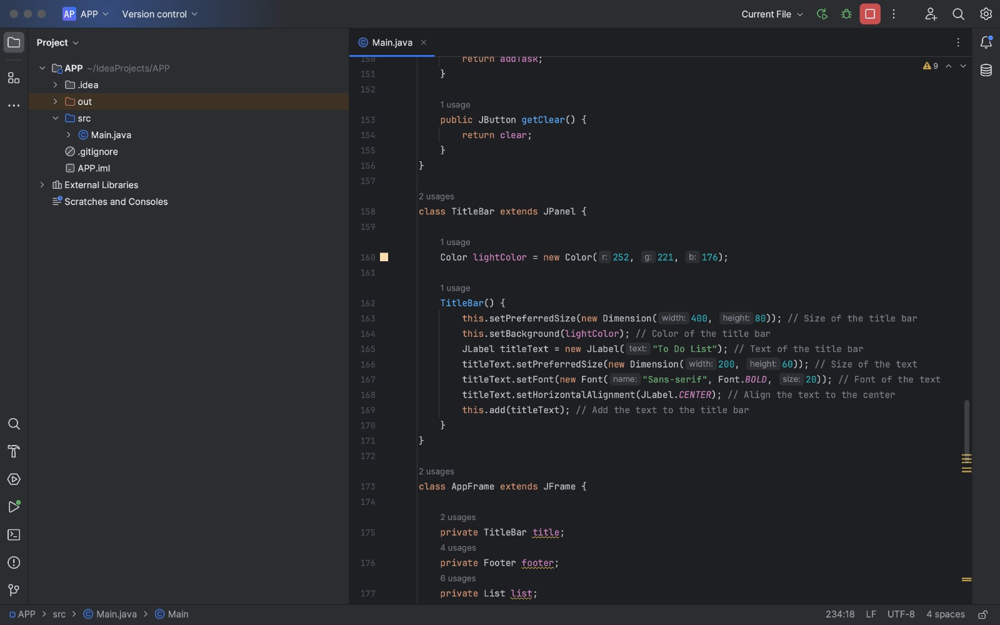 AP APP Version control Current File
Project
Main.java
APP ~/IdeaProjects/APP
.idea
out
src
Main.java
.gitignore
APP.iml
External Libraries
Scratches and Consoles
9
150 return addTask;
151 }
152
1 usage
153 public JButton getClear() {
154 return clear;
155 }
156 }
157
2 usages
158 class TitleBar extends JPanel {
159
1 usage
160 Color lightColor = new Color( r: 252, g: 221, b: 176);
161
1 usage
162 TitleBar() {
163 this.setPreferredSize(new Dimension( width: 400, height: 80)); // Size of the title bar
164 this.setBackground(lightColor); // Color of the title bar
165 JLabel titleText = new JLabel( text: "To Do List"); // Text of the title bar
166 titleText.setPreferredSize(new Dimension( width: 200, height: 60)); // Size of the text
167 titleText.setFont(new Font( name: "Sans-serif", Font.BOLD, size: 20)); // Font of the text
168 titleText.setHorizontalAlignment(JLabel.CENTER); // Align the text to the center
169 this.add(titleText); // Add the text to the title bar
170 }
171 }
172
2 usages
173 class AppFrame extends JFrame {
174
2 usages
175 private TitleBar title;
4 usages
176 private Footer footer;
6 usages
177 private List list;
APP > src > Main.java > Main 234:18 LF UTF-8 4 spaces